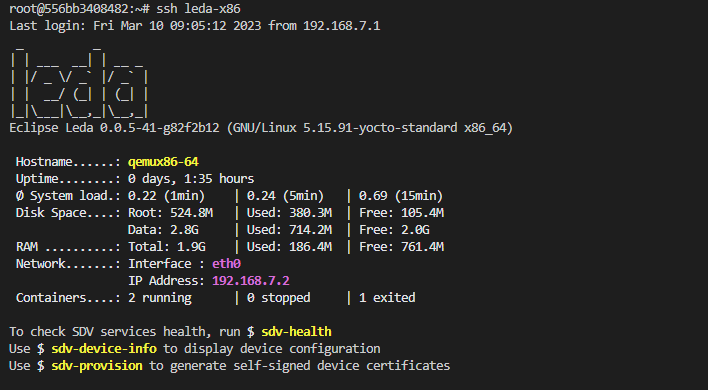 root@556bb3408482:~# ssh leda-x86
Last login: Fri Mar 10 09:05:12 2023 from 192.168.7.1
leda
Eclipse Leda 0.0.5-41-g82f2b12 (GNU/Linux 5.15.91-yocto-standard x86_64)
Hostname......: qemux86-64
Uptime........: 0 days, 1:35 hours
Ø System load.: 0.22 (1min) | 0.24 (5min) | 0.69 (15min)
Disk Space....: Root: 524.8M | Used: 380.3M | Free: 105.4M
Data: 2.8G | Used: 714.2M | Free: 2.0G
RAM ..........: Total: 1.9G | Used: 186.4M | Free: 761.4M
Network.......: Interface : eth0
IP Address: 192.168.7.2
Containers....: 2 running | 0 stopped | 1 exited
To check SDV services health, run $ sdv-health
Use $ sdv-device-info to display device configuration
Use $ sdv-provision to generate self-signed device certificates